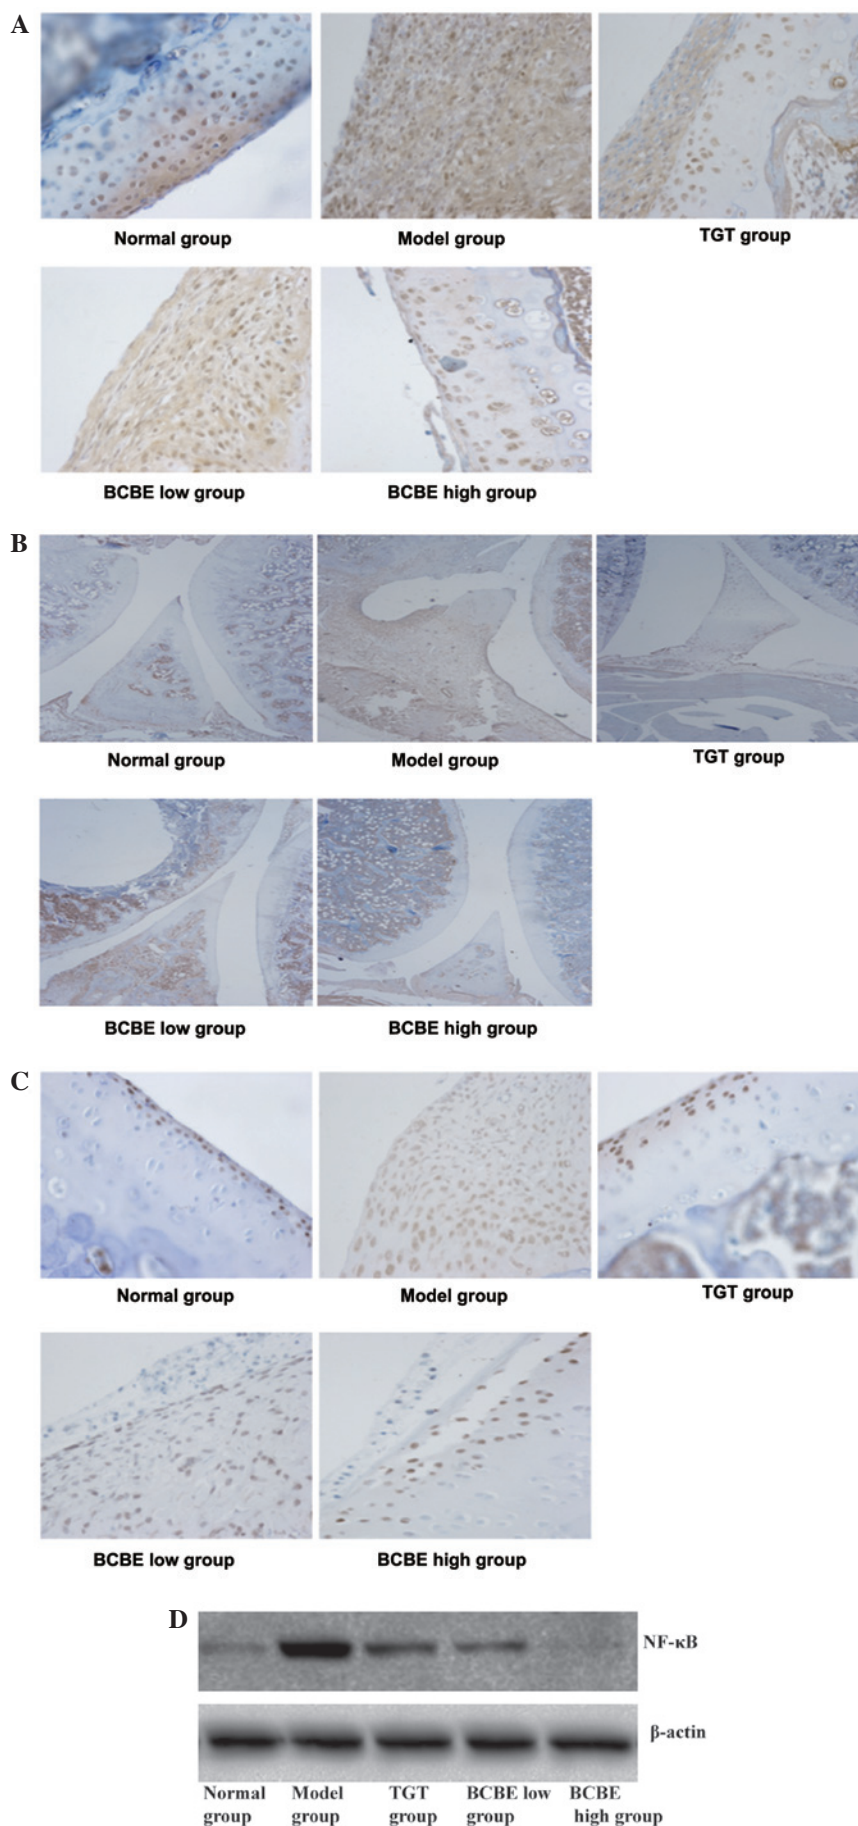 A
Normal group
Model group
TGT group
BCBE low group
BCBE high group
B
Normal group
Model group
TGT group
BCBE low group
BCBE high group
C
Normal group
Model group
TGT group
BCBE low group
BCBE high group
D
NF-κB
β-actin
Normal group
Model group
TGT group
BCBE low group
BCBE high group